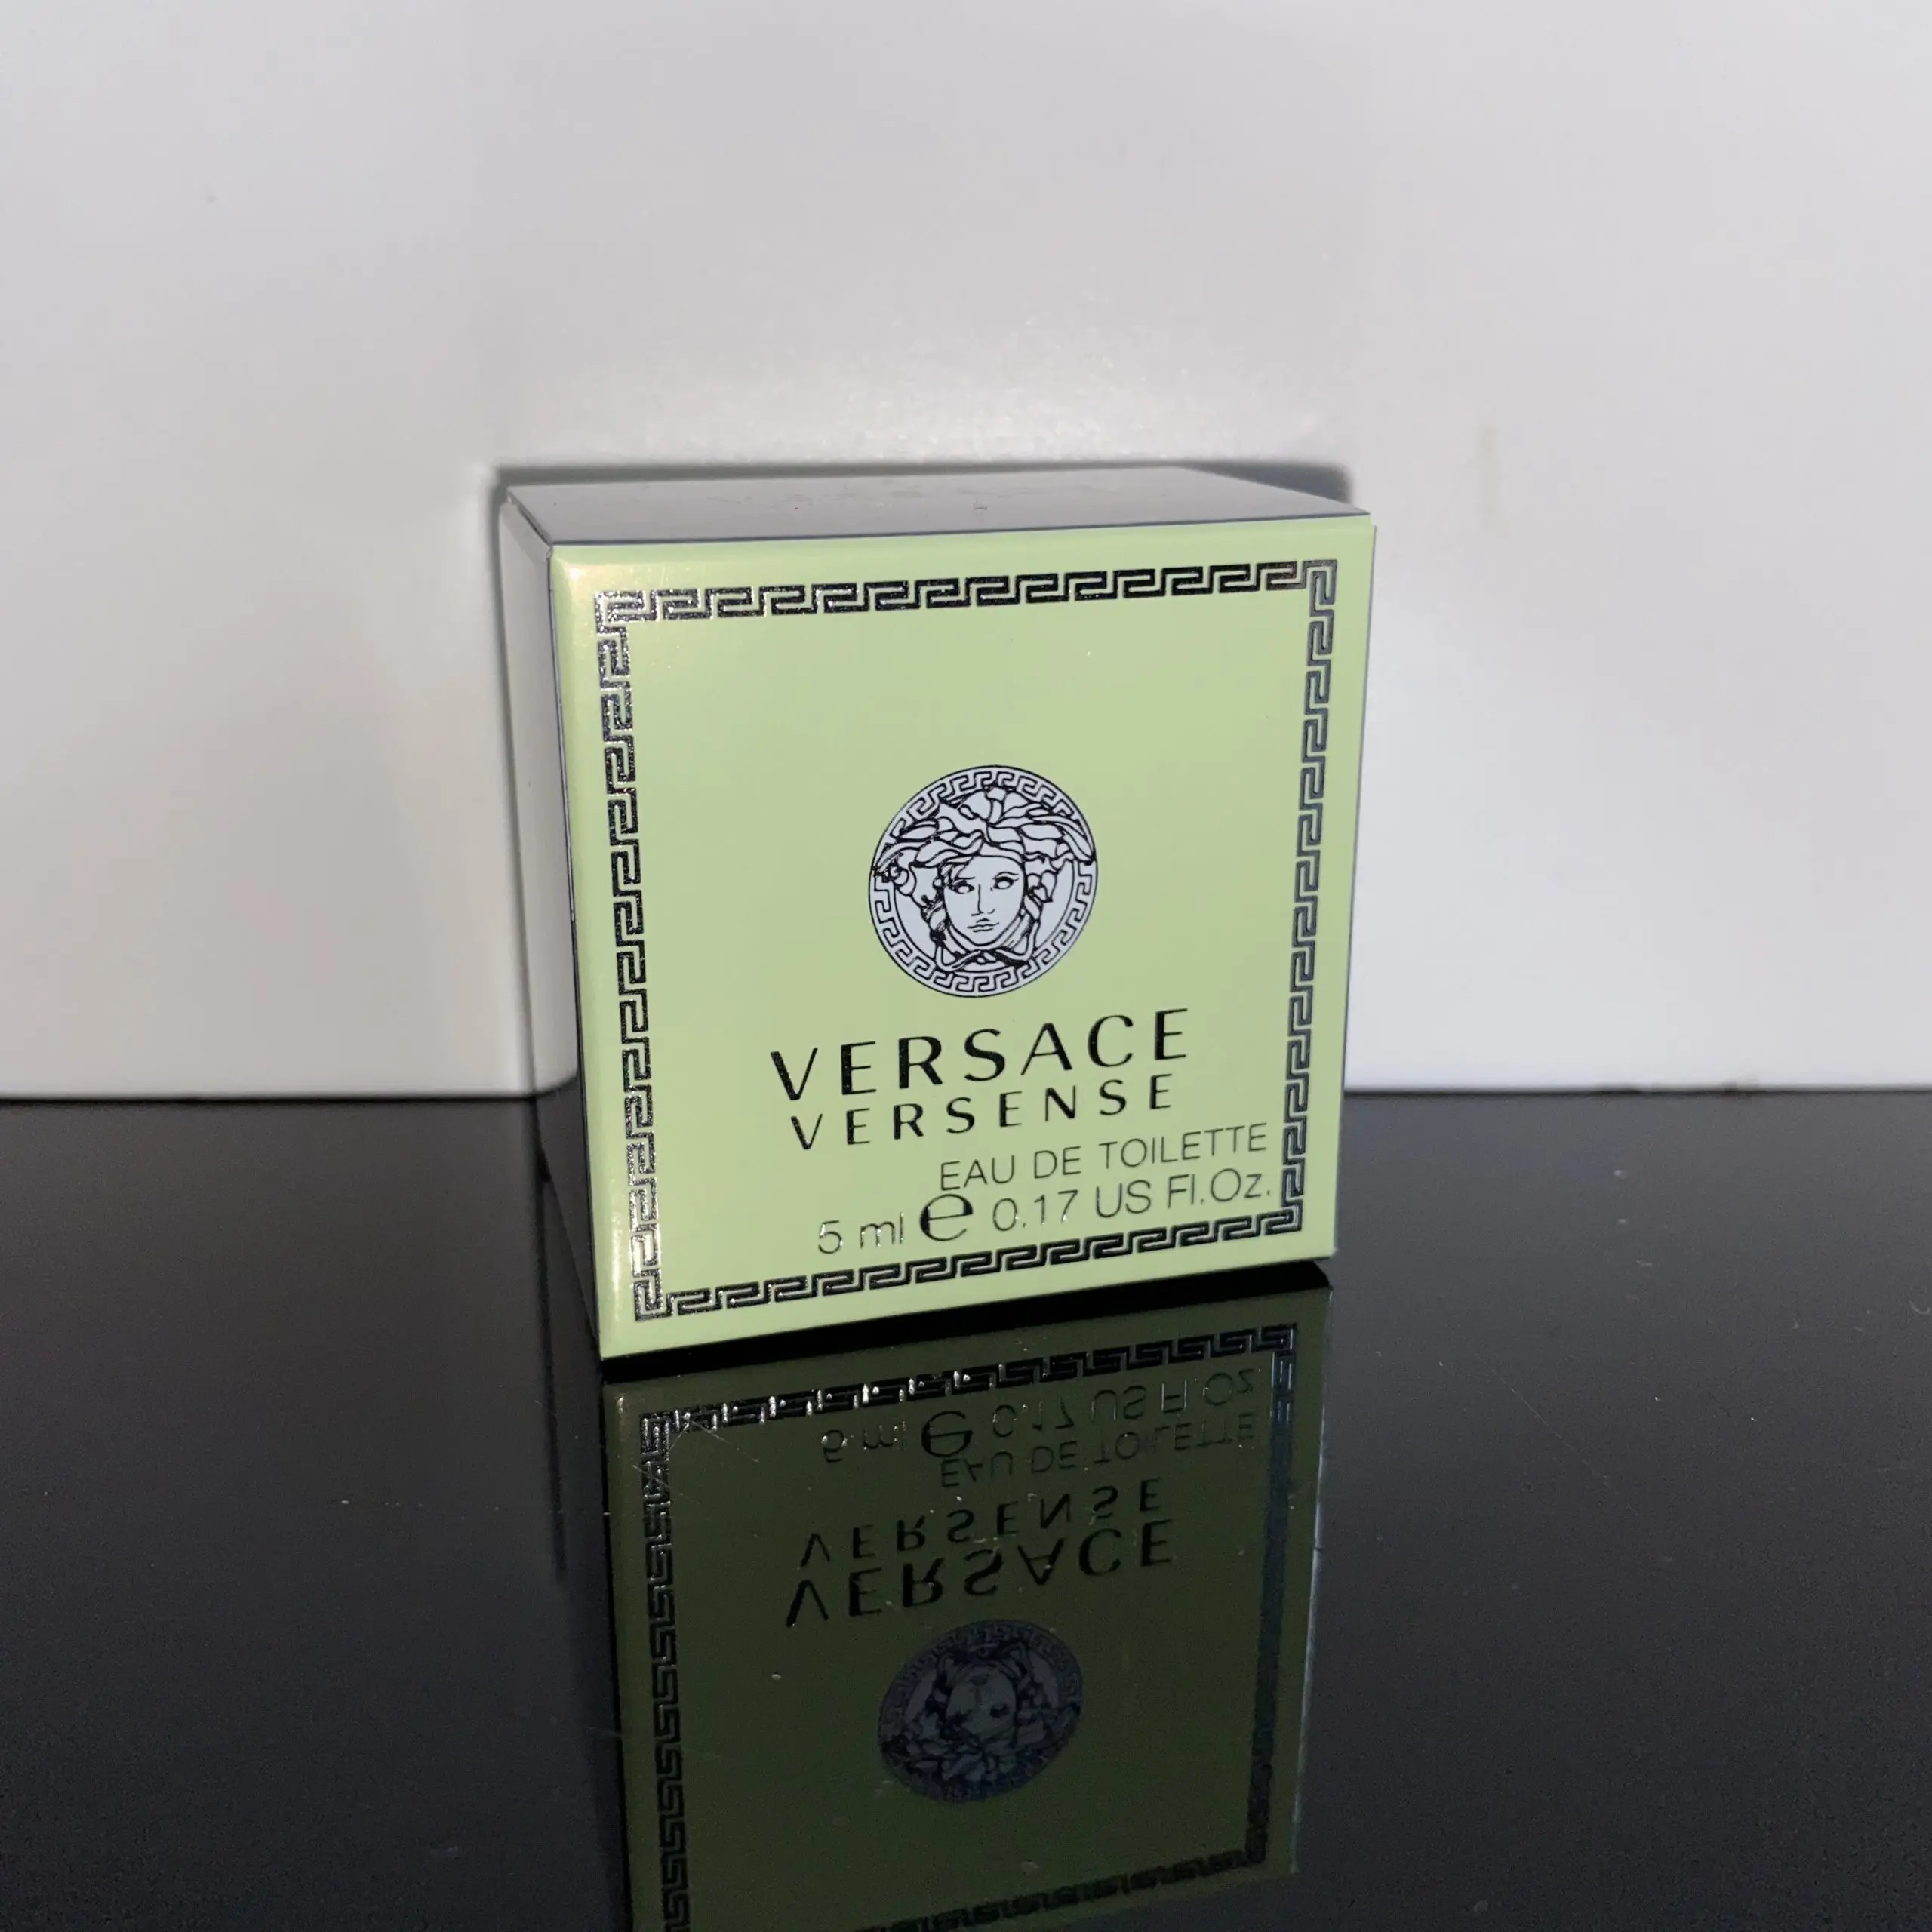 VERSACE
VERSENSE
EAU DE TOILETTE
5 ml e 0.17 US Fl.Oz.